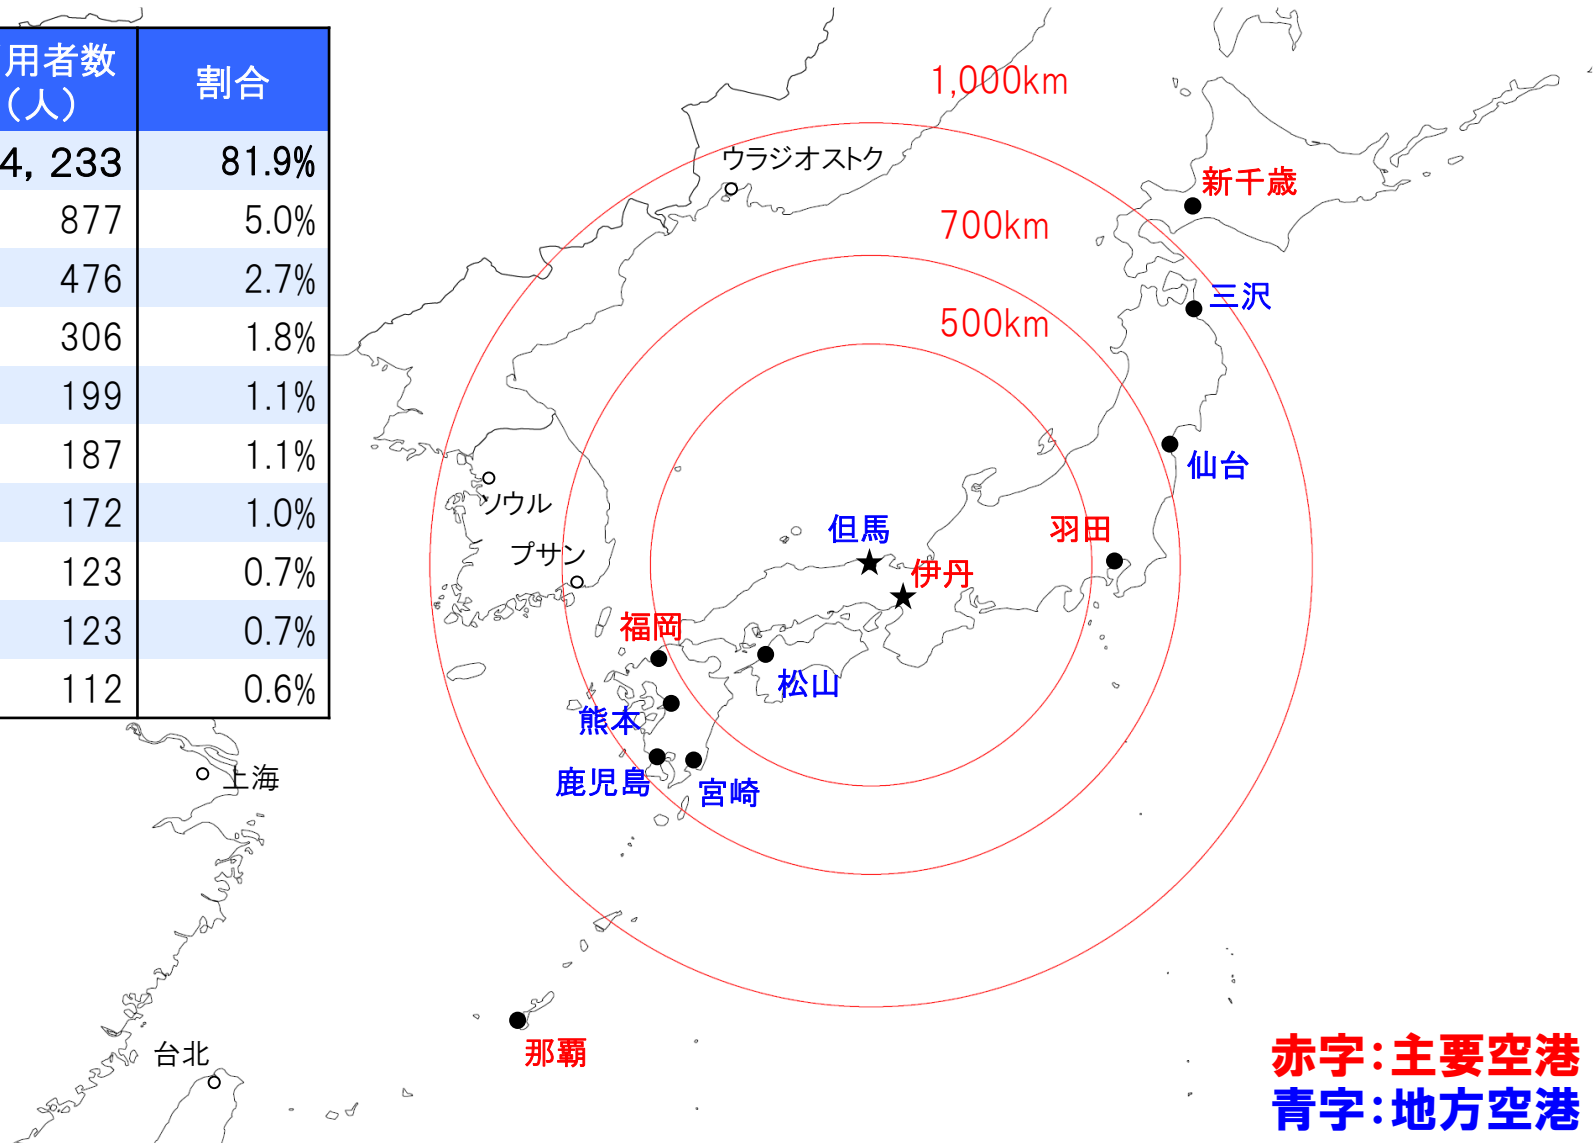 用者数 割合
(人)
4, 233 81.9%
877 5.0%
476 2.7%
306 1.8%
199 1.1%
187 1.1%
172 1.0%
123 0.7%
123 0.7%
112 0.6%
1,000km
ウラジオストク
新千歳
700km
三沢
500km
仙台
ソウル
但馬
羽田
プサン
伊丹
福岡
松山
熊本
鹿児島
宮崎
上海
那覇
台北
赤字：主要空港
青字：地方空港